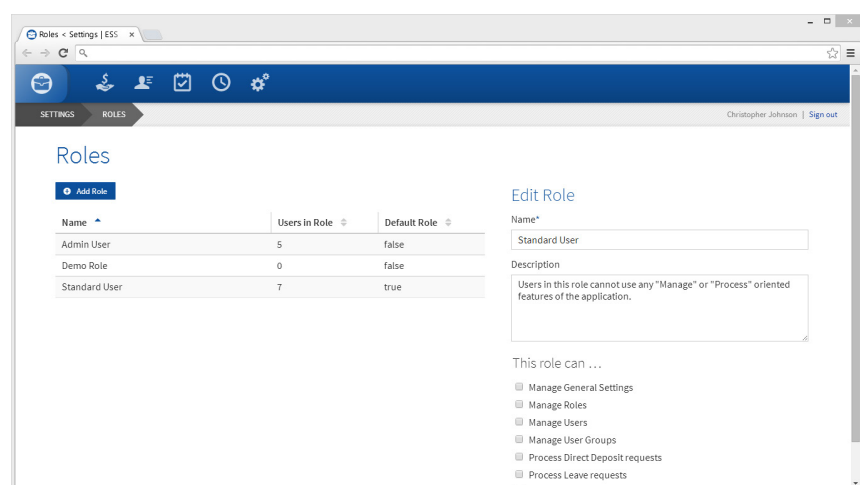 Roles < Settings | ESS
SETTINGS ROLES Christopher Johnson | Sign out
Roles
Add Role
Name Users in Role Default Role
Admin User 5 false
Demo Role 0 false
Standard User 7 true
Edit Role
Name*
Standard User
Description
Users in this role cannot use any "Manage" or "Process" oriented
features of the application.
This role can ...
Manage General Settings
Manage Roles
Manage Users
Manage User Groups
Process Direct Deposit requests
Process Leave requests